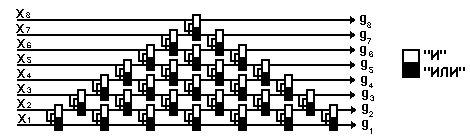 X₈ g₈
X₇ g₇
X₆ g₆
X₅ g₅
X₄ g₄
X₃ g₃
X₂ g₂
X₁ g₁
"И"
"ИЛИ"